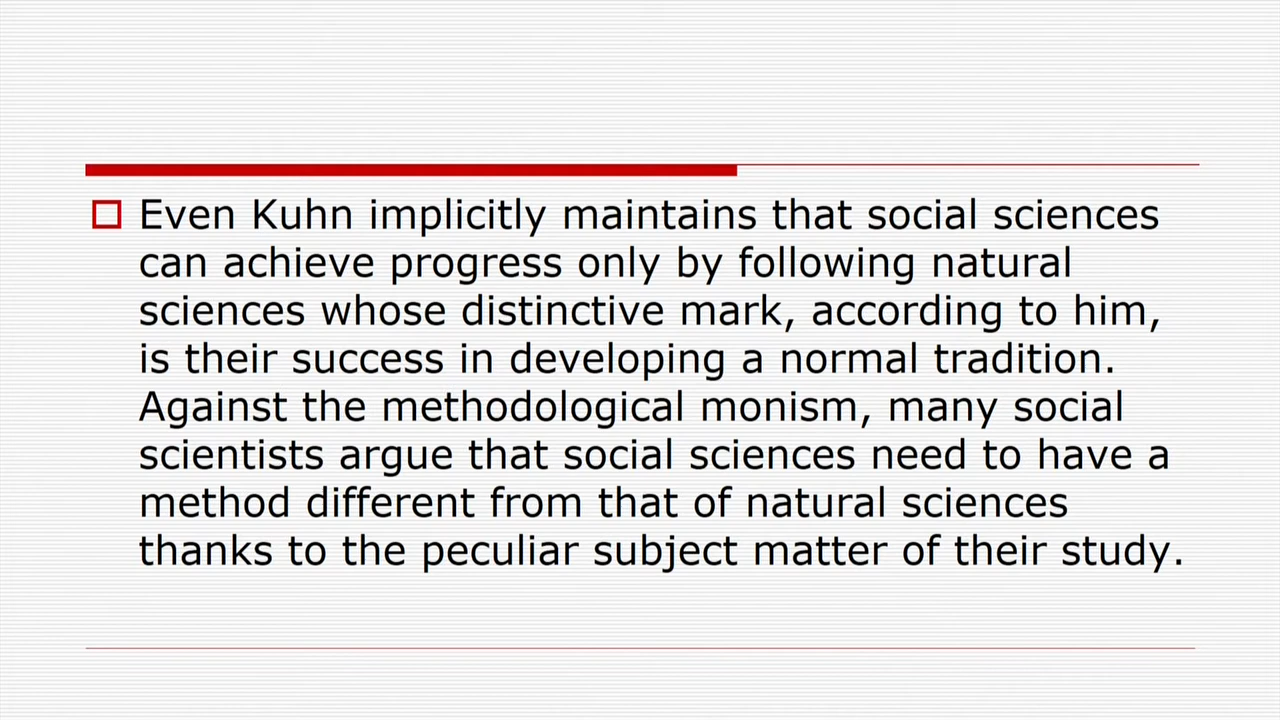 Even Kuhn implicitly maintains that social sciences
can achieve progress only by following natural
sciences whose distinctive mark, according to him,
is their success in developing a normal tradition.
Against the methodological monism, many social
scientists argue that social sciences need to have a
method different from that of natural sciences
thanks to the peculiar subject matter of their study.